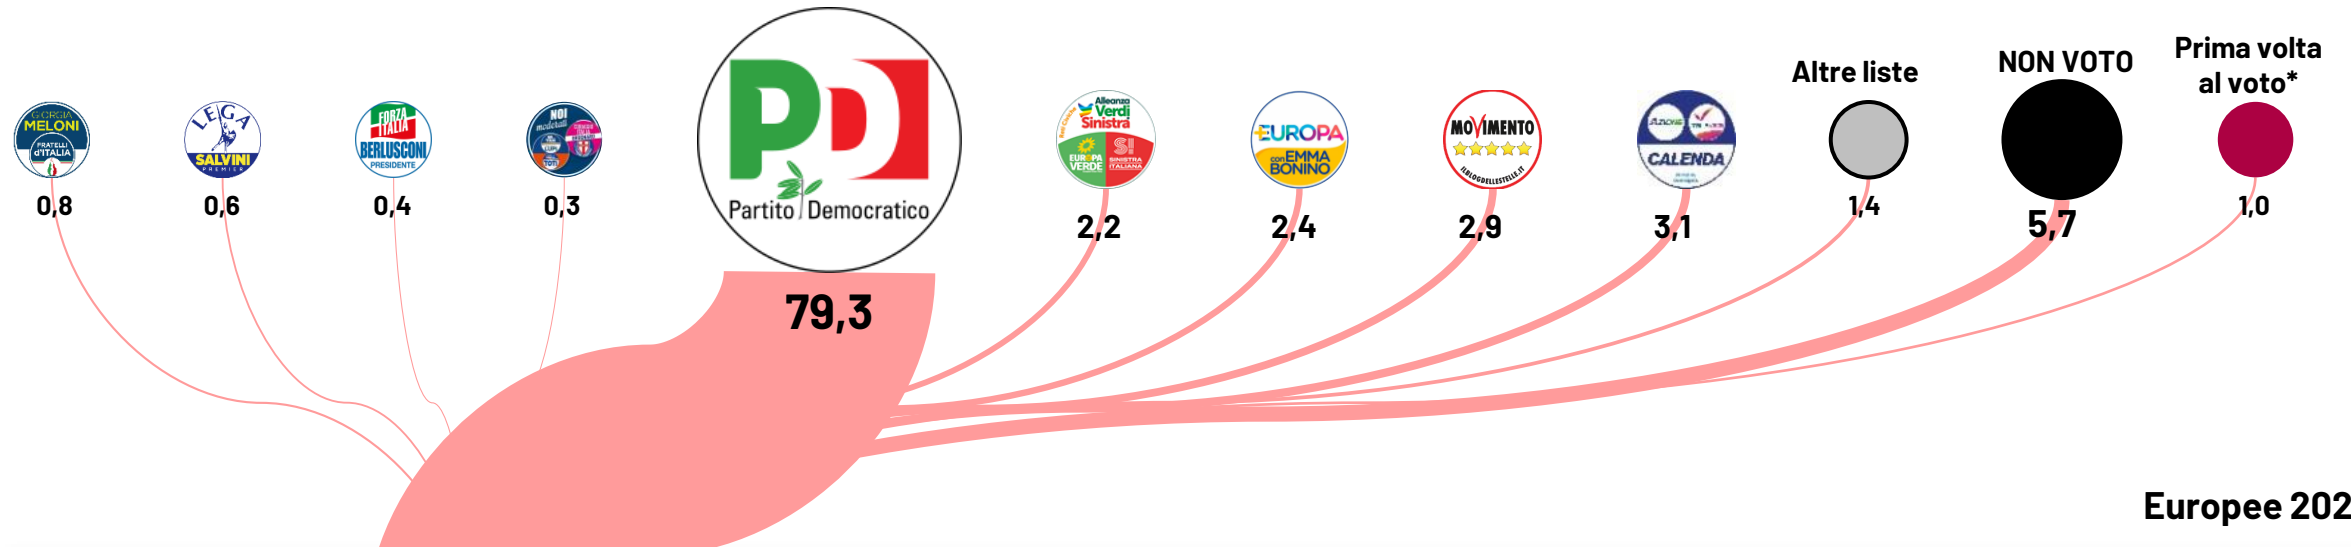 Altre liste
NON VOTO
Prima volta
al voto*
GIORGIA
MELONI
FRATELLI
d'ITALIA
LEGA
SALVINI
PREMIER
FORZA
ITALIA
BERLUSCONI
PRESIDENTE
NOI
moderati
PD
Partito Democratico
Alleanza
Verdi
Sinistra
EUROPA
VERDE
SI
SINISTRA
ITALIANA
+EUROPA
con EMMA
BONINO
MOVIMENTO
ILBLOGDELLESTELLE.IT
AZIONE
CALENDA
0,8
0,6
0,4
0,3
79,3
2,2
2,4
2,9
3,1
1,4
5,7
1,0
Europee 202